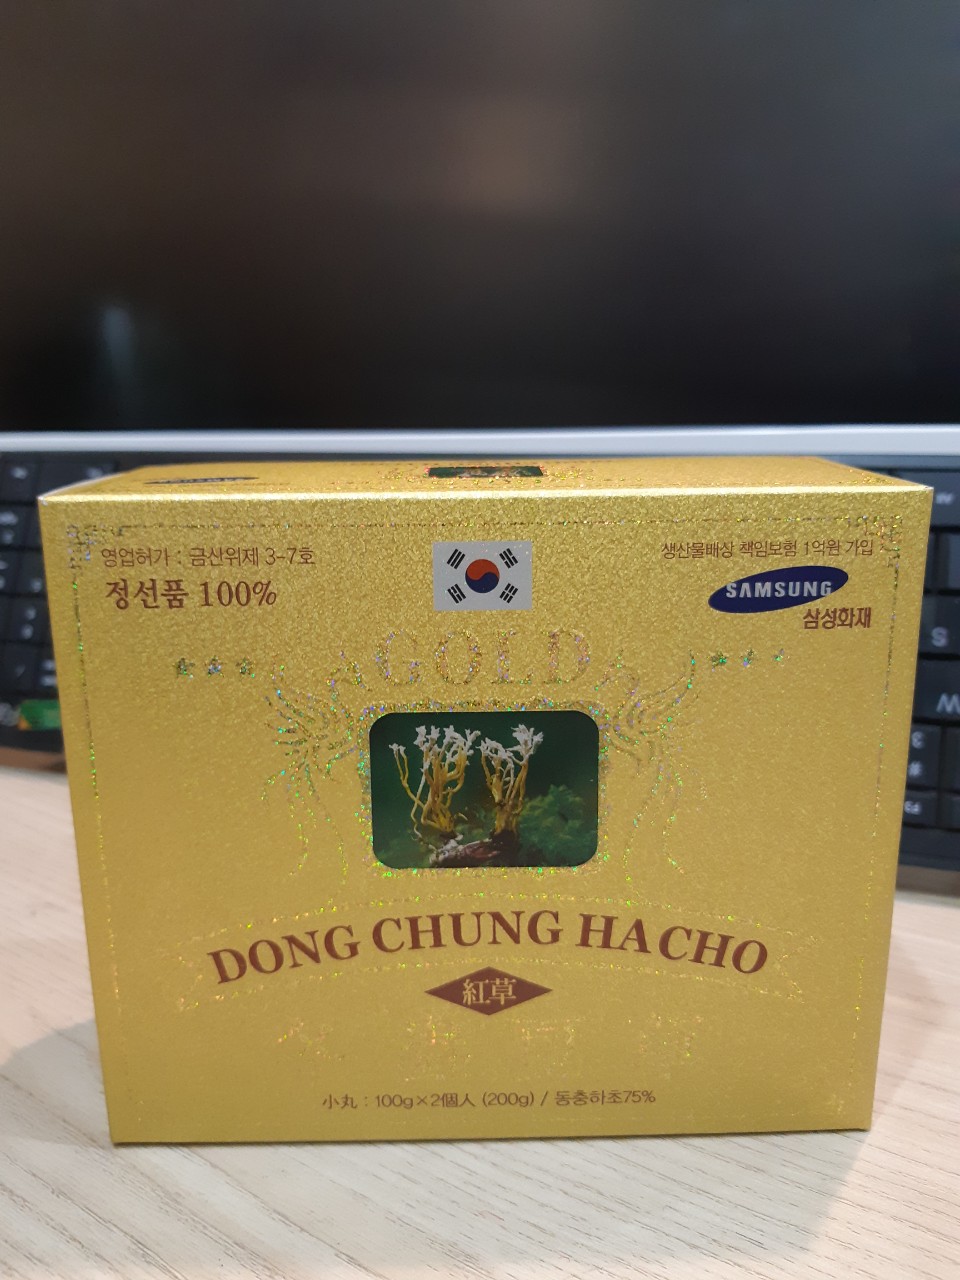 영업허가 : 금산위제 3-7호
정선품 100%
생산물배상 책임보험 1억원 가입
SAMSUNG
삼성화재
GOLD
DONG CHUNG HA CHO
紅草
小丸 : 100g×2個入 (200g) / 동충하초75%